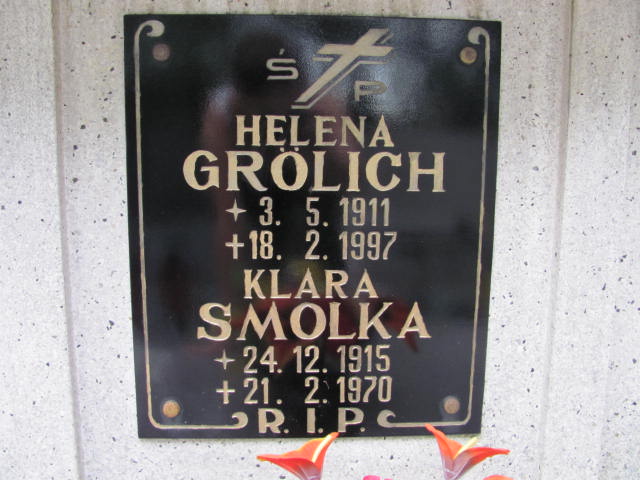 Ś P
HELENA
GRÖLICH
✦ 3. 5. 1911
+ 18. 2. 1997
KLARA
SMOLKA
✦ 24. 12. 1915
+ 21. 2. 1970
R. I. P.